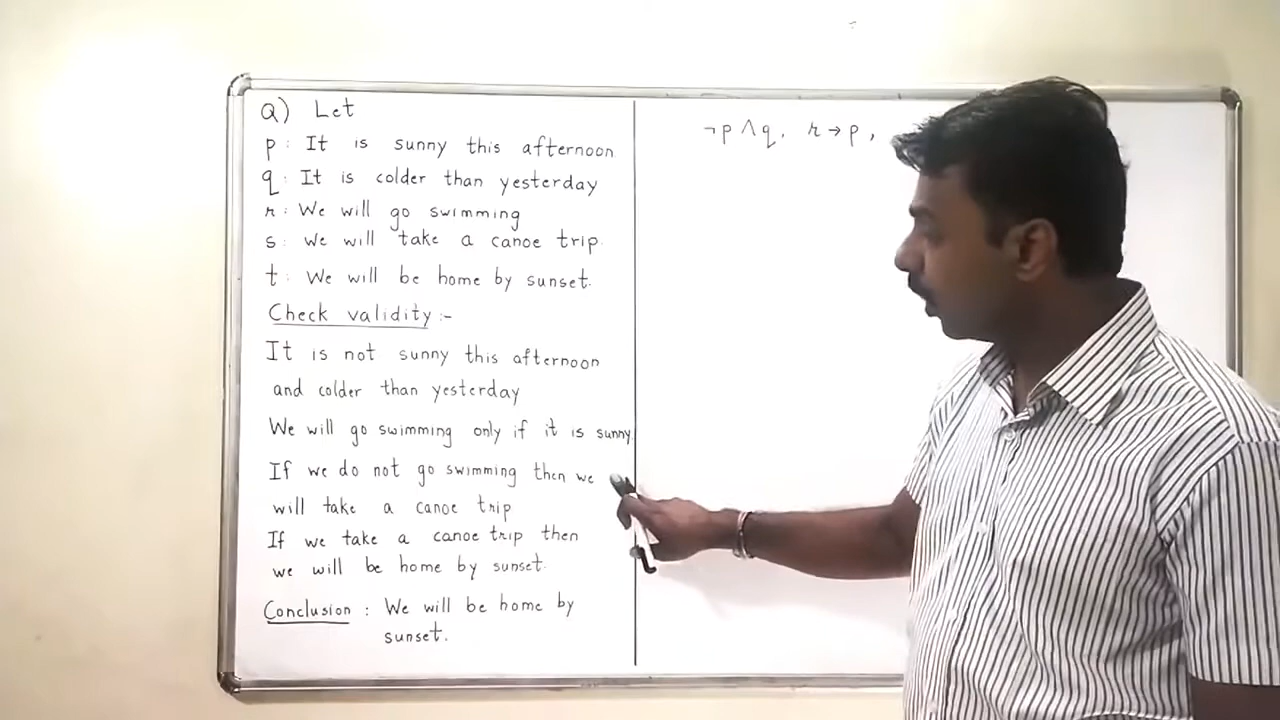 Q) Let
p: It is sunny this afternoon
q: It is colder than yesterday
r: We will go swimming
s: We will take a canoe trip.
t: We will be home by sunset.
Check validity :-
It is not sunny this afternoon
and colder than yesterday
We will go swimming only if it is sunny
If we do not go swimming then we
will take a canoe trip
If we take a canoe trip then
we will be home by sunset.
Conclusion : We will be home by
sunset.
¬p ∧ q, r → p,